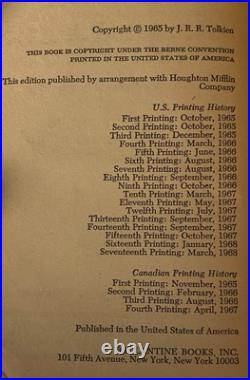 Copyright © 1965 by J. R. R. Tolkien
THIS BOOK IS COPYRIGHT UNDER THE BERNE CONVENTION
PRINTED IN THE UNITED STATES OF AMERICA
This edition published by arrangement with Houghton Mifflin
Company
U.S. Printing History
First Printing: October, 1965
Second Printing: October, 1965
Third Printing: December, 1965
Fourth Printing: March, 1966
Fifth Printing: June, 1966
Sixth Printing: August, 1966
Seventh Printing: August, 1966
Eighth Printing: September, 1966
Ninth Printing: October, 1966
Tenth Printing: March, 1967
Eleventh Printing: May, 1967
Twelfth Printing: July, 1967
Thirteenth Printing: September, 1967
Fourteenth Printing: September, 1967
Fifteenth Printing: October, 1967
Sixteenth Printing: January, 1968
Seventeenth Printing: March, 1968
Canadian Printing History
First Printing: November, 1965
Second Printing: February, 1966
Third Printing: August, 1966
Fourth Printing: April, 1967
Published in the United States of America
BOOKS, INC.
101 Fifth Avenue, New York, New York 10003